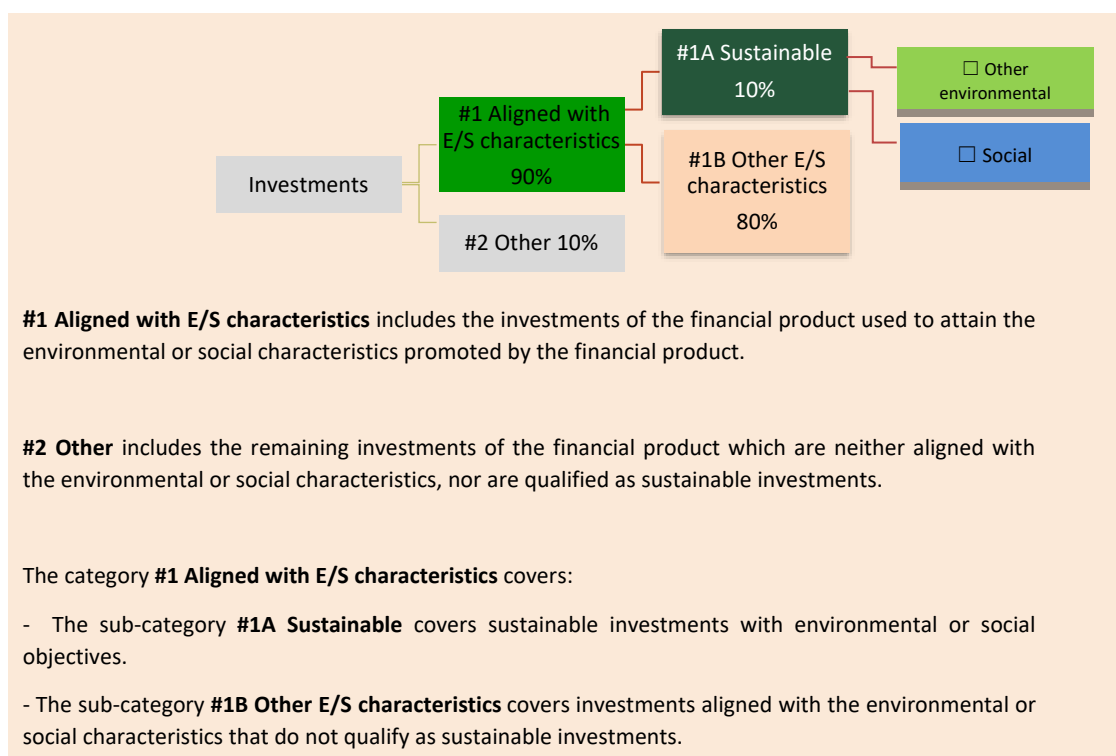 #1A Sustainable
10%
☐ Other
environmental
#1 Aligned with
E/S characteristics
90%
☐ Social
#1B Other E/S
characteristics
80%
Investments
#2 Other 10%
#1 Aligned with E/S characteristics includes the investments of the financial product used to attain the
environmental or social characteristics promoted by the financial product.
#2 Other includes the remaining investments of the financial product which are neither aligned with
the environmental or social characteristics, nor are qualified as sustainable investments.
The category #1 Aligned with E/S characteristics covers:
- The sub-category #1A Sustainable covers sustainable investments with environmental or social
objectives.
- The sub-category #1B Other E/S characteristics covers investments aligned with the environmental or
social characteristics that do not qualify as sustainable investments.